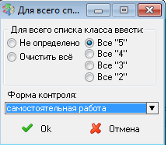 Для всего сп...
Для всего списка класса ввести:
Не определено
Все "5"
Очистить всё
Все "4"
Все "3"
Все "2"
Форма контроля:
самостоятельная работа
Ok
Отмена